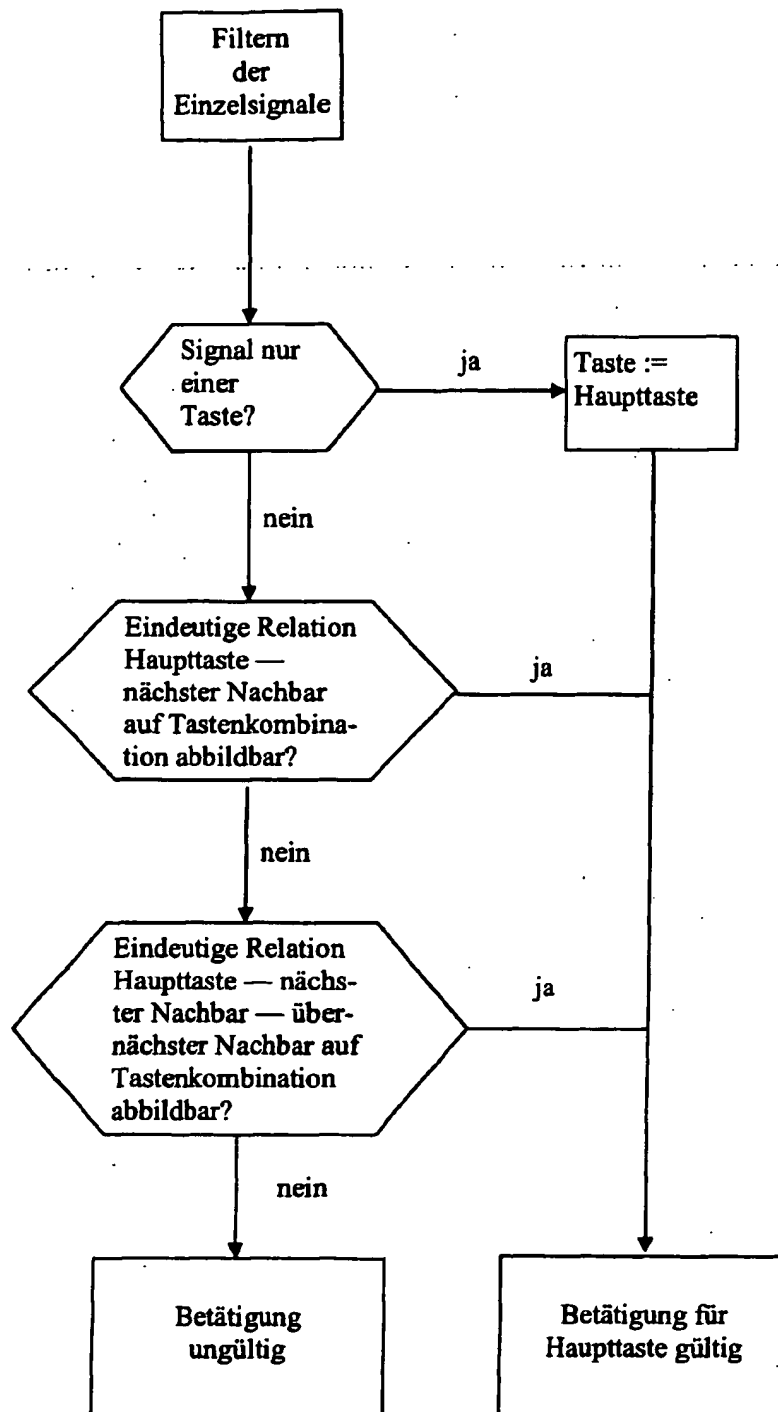 Filtern
der
Einzelsignale
Signal nur
einer
Taste?
ja
Taste :=
Haupttaste
nein
Eindeutige Relation
Haupttaste —
nächster Nachbar
auf Tastenkombina-
tion abbildbar?
ja
nein
Eindeutige Relation
Haupttaste — nächs-
ter Nachbar — über-
nächster Nachbar auf
Tastenkombination
abbildbar?
ja
nein
Betätigung
ungültig
Betätigung für
Haupttaste gültig